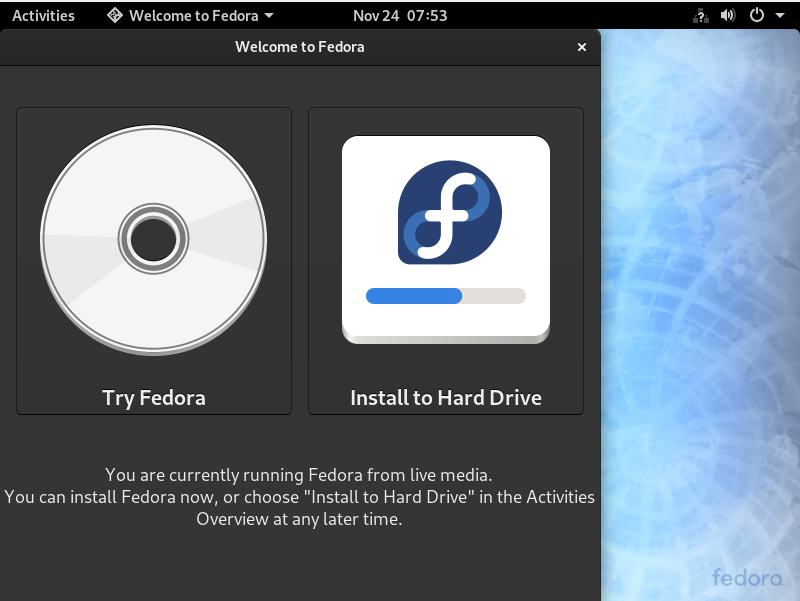 Activities
Welcome to Fedora
Nov 24 07:53
?
Welcome to Fedora
Try Fedora
Install to Hard Drive
You are currently running Fedora from live media.
You can install Fedora now, or choose "Install to Hard Drive" in the Activities
Overview at any later time.
fedora